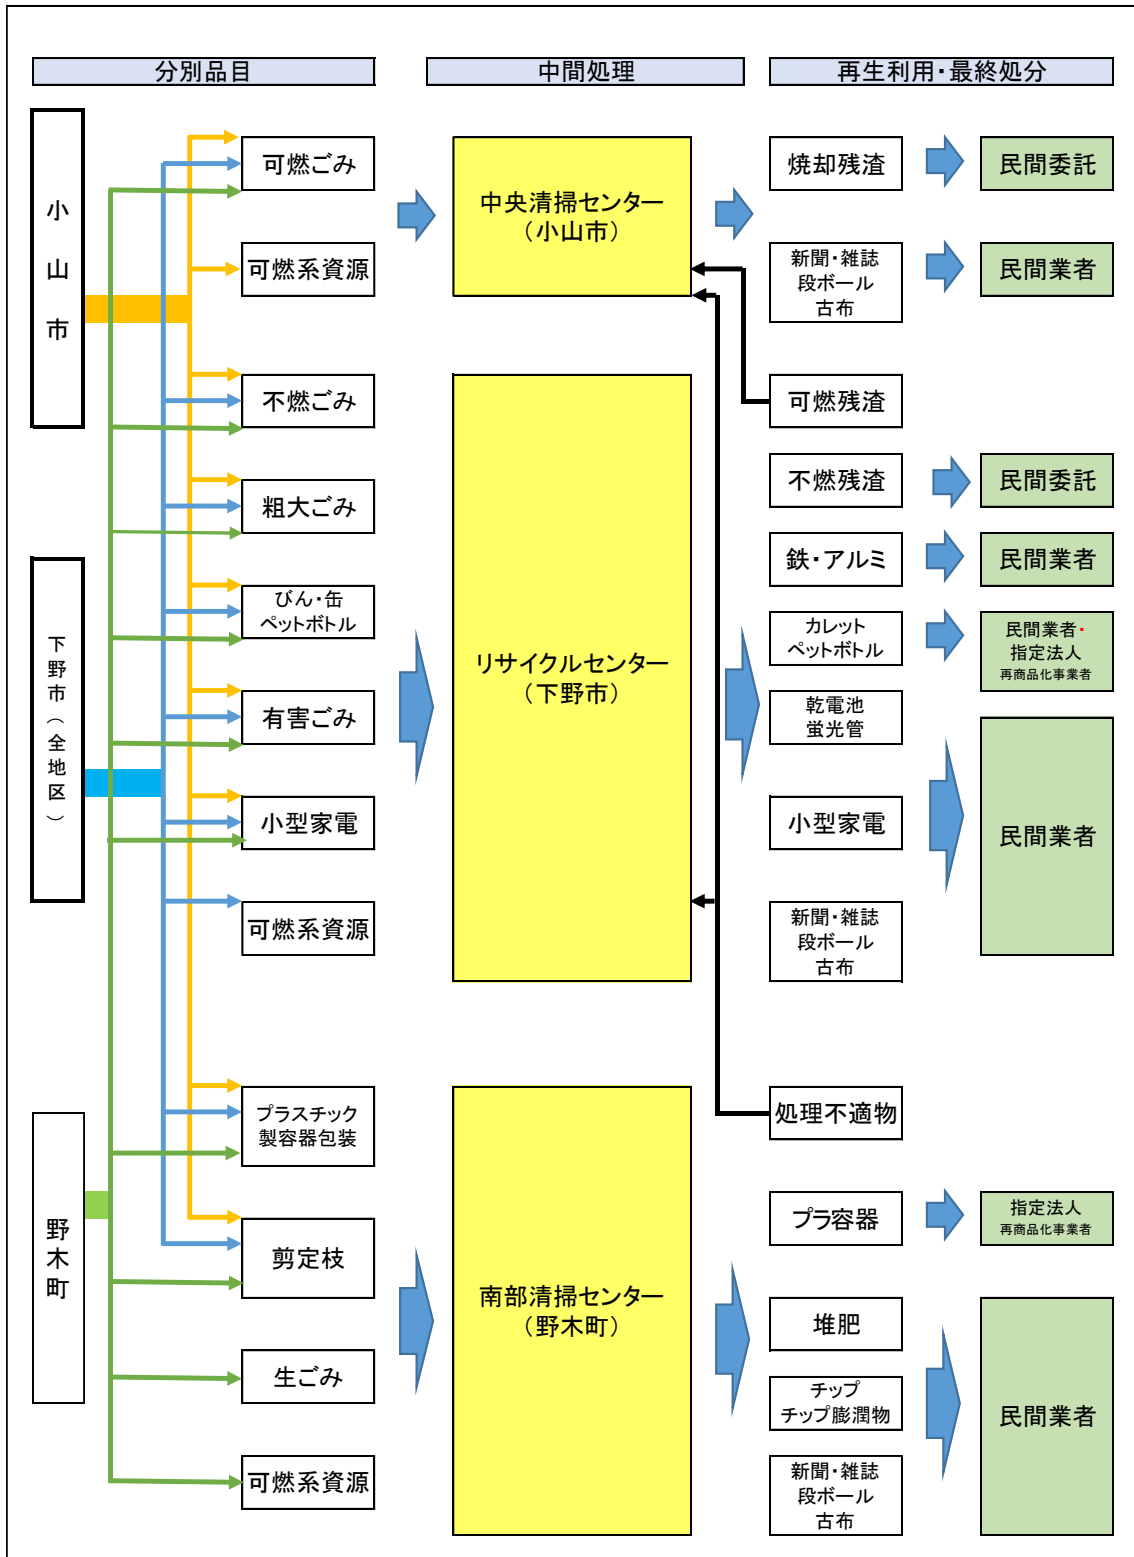 分別品目
中間処理
再生利用・最終処分
小山市
下野市（全地区）
野木町
可燃ごみ
可燃系資源
不燃ごみ
粗大ごみ
びん・缶
ペットボトル
有害ごみ
小型家電
可燃系資源
プラスチック
製容器包装
剪定枝
生ごみ
可燃系資源
中央清掃センター
（小山市）
リサイクルセンター
（下野市）
南部清掃センター
（野木町）
焼却残渣
民間委託
新聞・雑誌
段ボール
古布
民間業者
可燃残渣
不燃残渣
民間委託
鉄・アルミ
民間業者
カレット
ペットボトル
民間業者・
指定法人
再商品化事業者
乾電池
蛍光管
小型家電
新聞・雑誌
段ボール
古布
民間業者
処理不適物
プラ容器
指定法人
再商品化事業者
堆肥
チップ
チップ膨潤物
新聞・雑誌
段ボール
古布
民間業者